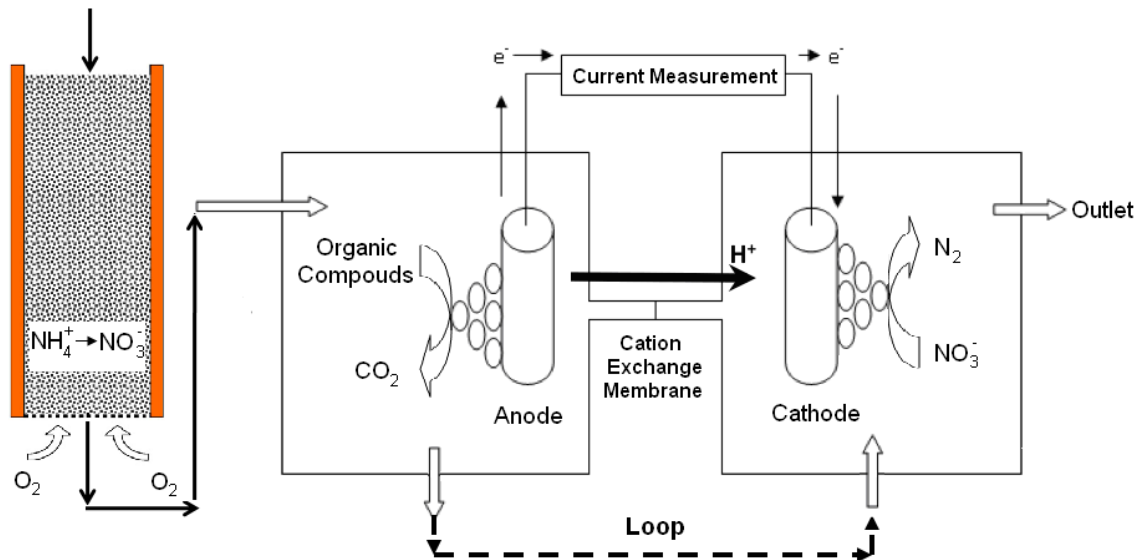 e⁻
e⁻
Current Measurement
Outlet
Organic
Compouds
H⁺
N₂
NH₄⁺→NO₃⁻
Cation
Exchange
Membrane
CO₂
NO₃⁻
Anode
Cathode
O₂
O₂
Loop